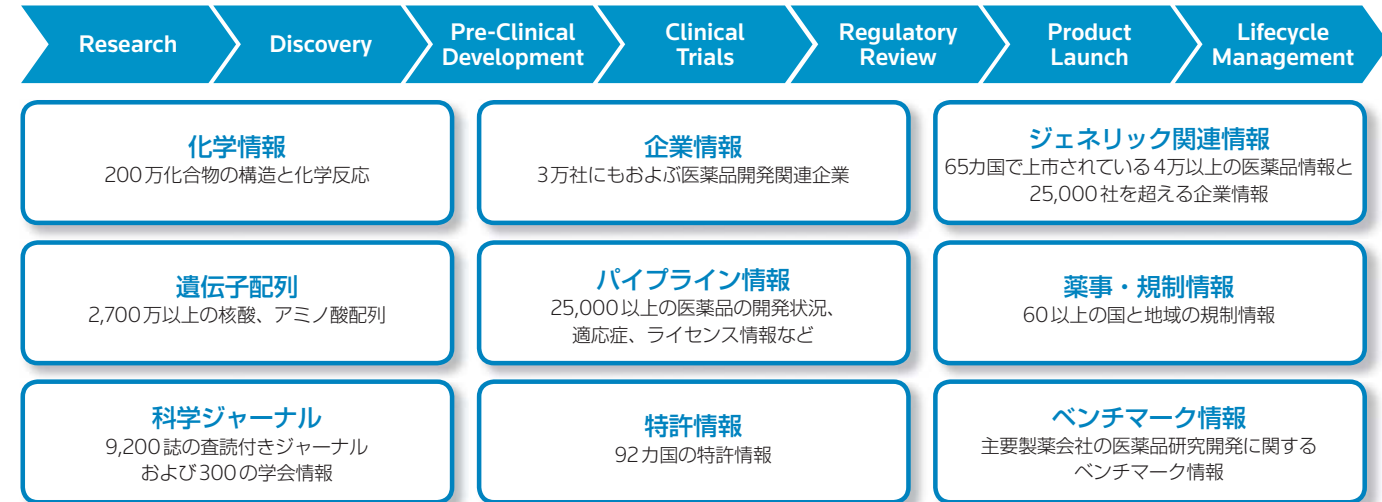 Research
Discovery
Pre-Clinical
Development
Clinical
Trials
Regulatory
Review
Product
Launch
Lifecycle
Management
化学情報
200万化合物の構造と化学反応
企業情報
3万社にもおよぶ医薬品開発関連企業
ジェネリック関連情報
65カ国で上市されている4万以上の医薬品情報と
25,000社を超える企業情報
遺伝子配列
2,700万以上の核酸、アミノ酸配列
パイプライン情報
25,000以上の医薬品の開発状況、
適応症、ライセンス情報など
薬事・規制情報
60以上の国と地域の規制情報
科学ジャーナル
9,200誌の査読付きジャーナル
および300の学会情報
特許情報
92カ国の特許情報
ベンチマーク情報
主要製薬会社の医薬品研究開発に関する
ベンチマーク情報